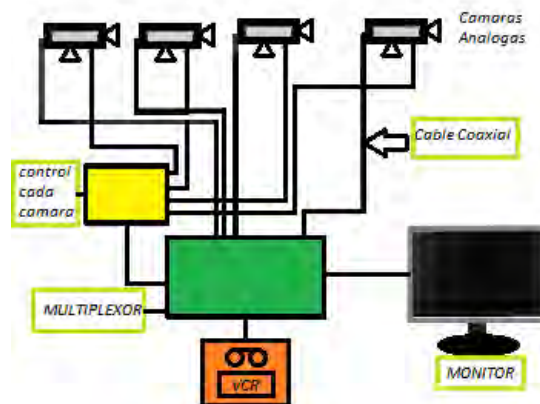 Camaras
Analogas
Cable Coaxial
control
cada
camara
MULTIPLEXOR
VCR
MONITOR